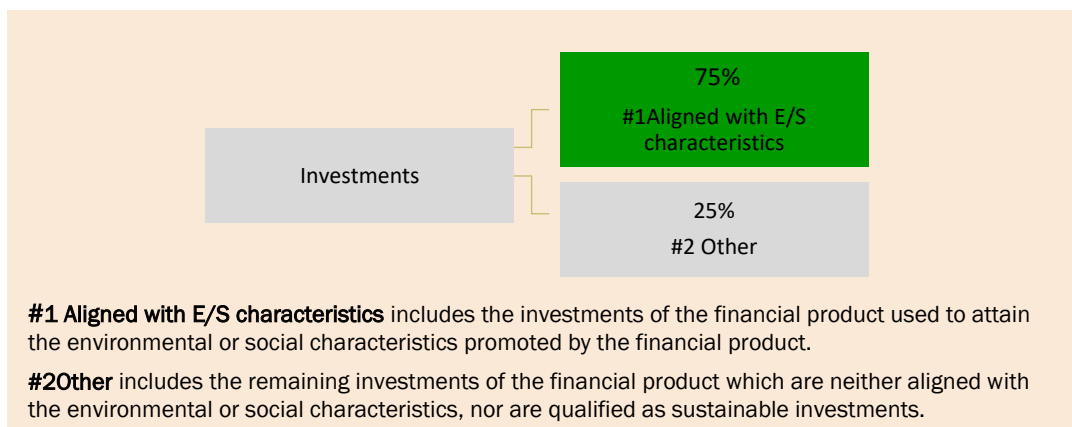 75%
#1Aligned with E/S
characteristics
Investments
25%
#2 Other
#1 Aligned with E/S characteristics includes the investments of the financial product used to attain
the environmental or social characteristics promoted by the financial product.
#2Other includes the remaining investments of the financial product which are neither aligned with
the environmental or social characteristics, nor are qualified as sustainable investments.